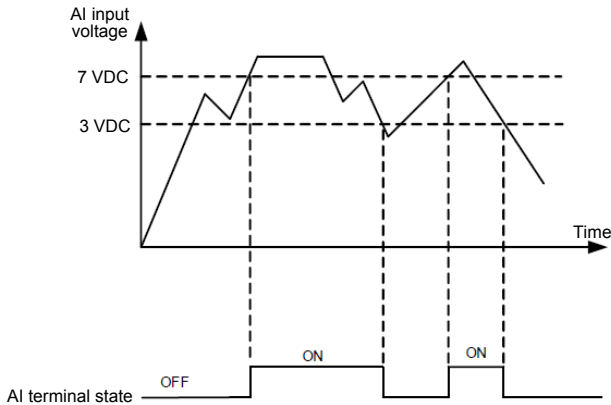 AI input
voltage
7 VDC
3 VDC
Time
ON
ON
OFF
AI terminal state